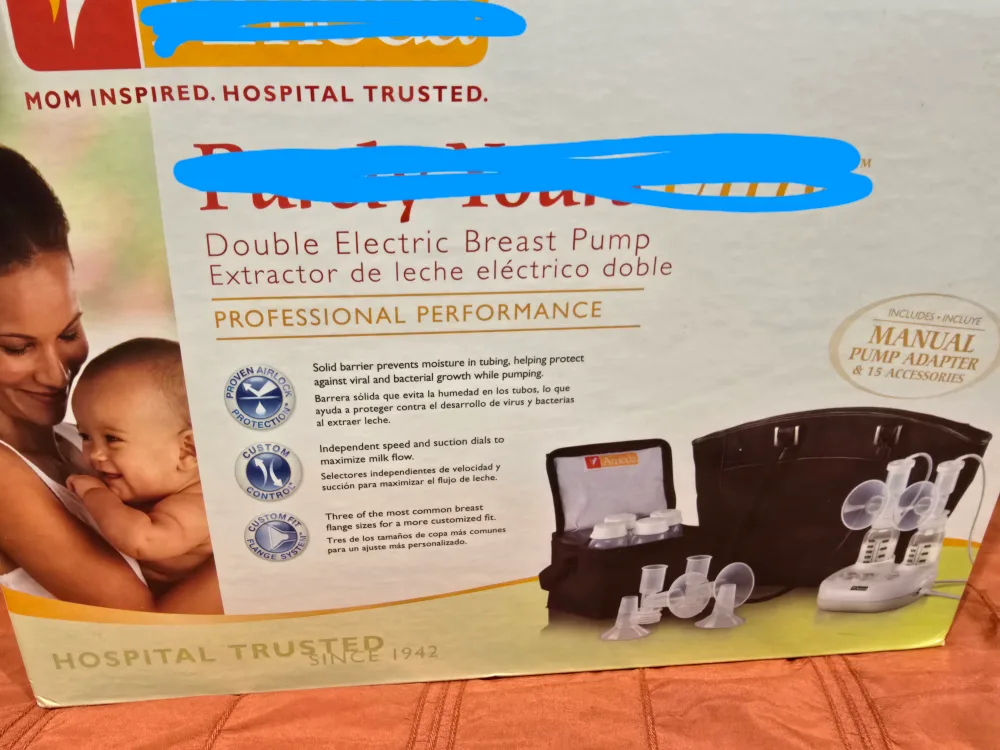 MOM INSPIRED. HOSPITAL TRUSTED.
Double Electric Breast Pump
Extractor de leche eléctrico doble
PROFESSIONAL PERFORMANCE
INCLUDES • INCLUYE
MANUAL
PUMP ADAPTER
& 15 ACCESSORIES
PROVEN AIRLOCK
PROTECTION
Solid barrier prevents moisture in tubing, helping protect
against viral and bacterial growth while pumping.
Barrera sólida que evita la humedad en los tubos, lo que
ayuda a proteger contra el desarrollo de virus y bacterias
al extraer leche.
CUSTOM
CONTROL
Independent speed and suction dials to
maximize milk flow.
Selectores independientes de velocidad y
succión para maximizar el flujo de leche.
CUSTOM FIT
FLANGE SYSTEM
Three of the most common breast
flange sizes for a more customized fit.
Tres de los tamaños de copa más comunes
para un ajuste más personalizado.
HOSPITAL TRUSTED
SINCE 1942